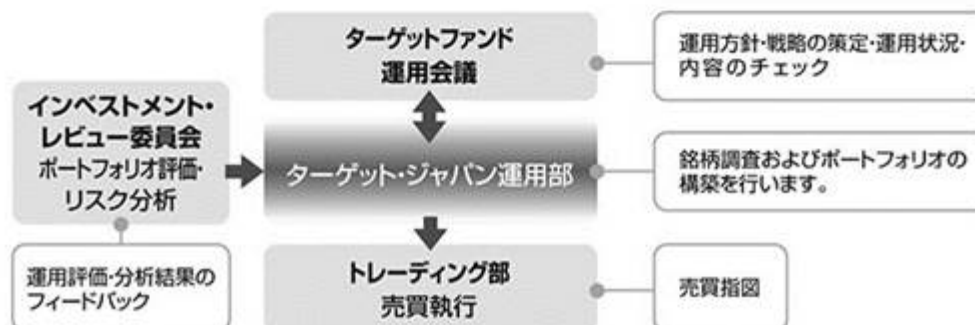 ターゲットファンド
運用会議
運用方針・戦略の策定・運用状況・
内容のチェック
インベストメント・
レビュー委員会
ポートフォリオ評価・
リスク分析
ターゲット・ジャパン運用部
銘柄調査およびポートフォリオの
構築を行います。
運用評価・分析結果の
フィードバック
トレーディング部
売買執行
売買指図